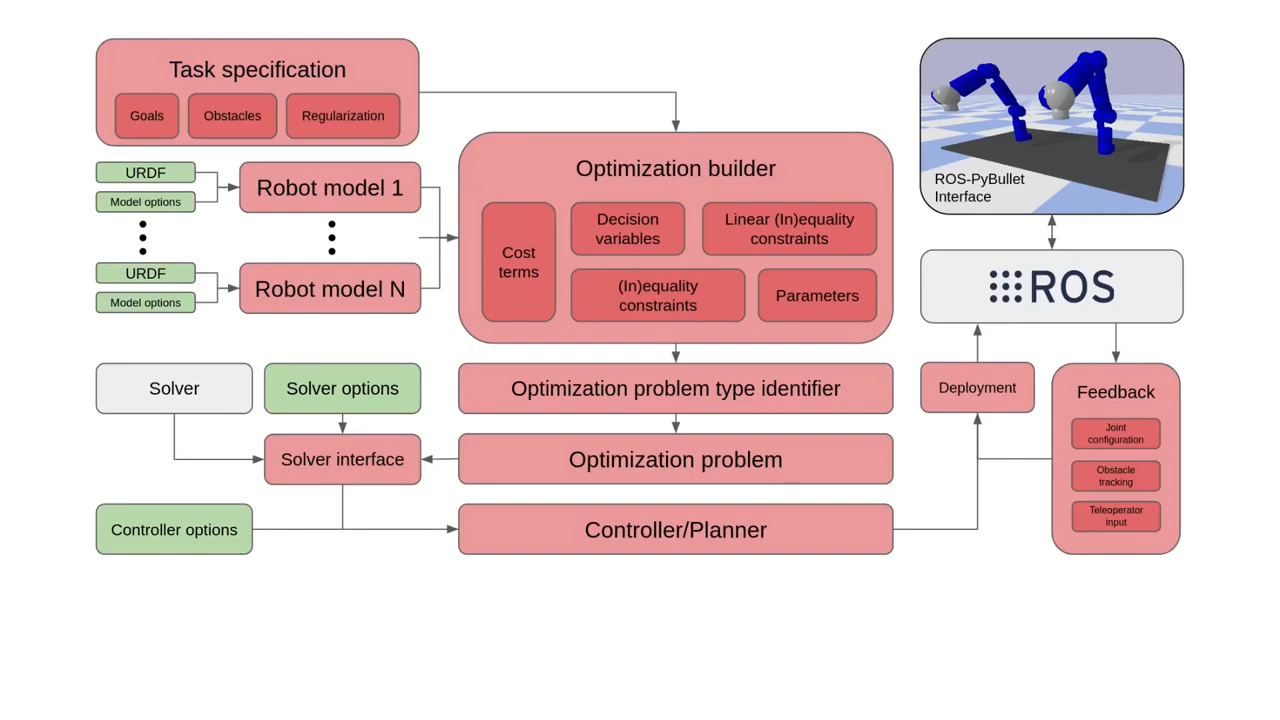 Task specification
Goals
Obstacles
Regularization
URDF
Model options
Robot model 1
URDF
Model options
Robot model N
Optimization builder
Cost
terms
Decision
variables
Linear (In)equality
constraints
(In)equality
constraints
Parameters
Solver
Solver options
Optimization problem type identifier
Solver interface
Optimization problem
Controller options
Controller/Planner
ROS-PyBullet
Interface
ROS
Deployment
Feedback
Joint
configuration
Obstacle
tracking
Teleoperator
input